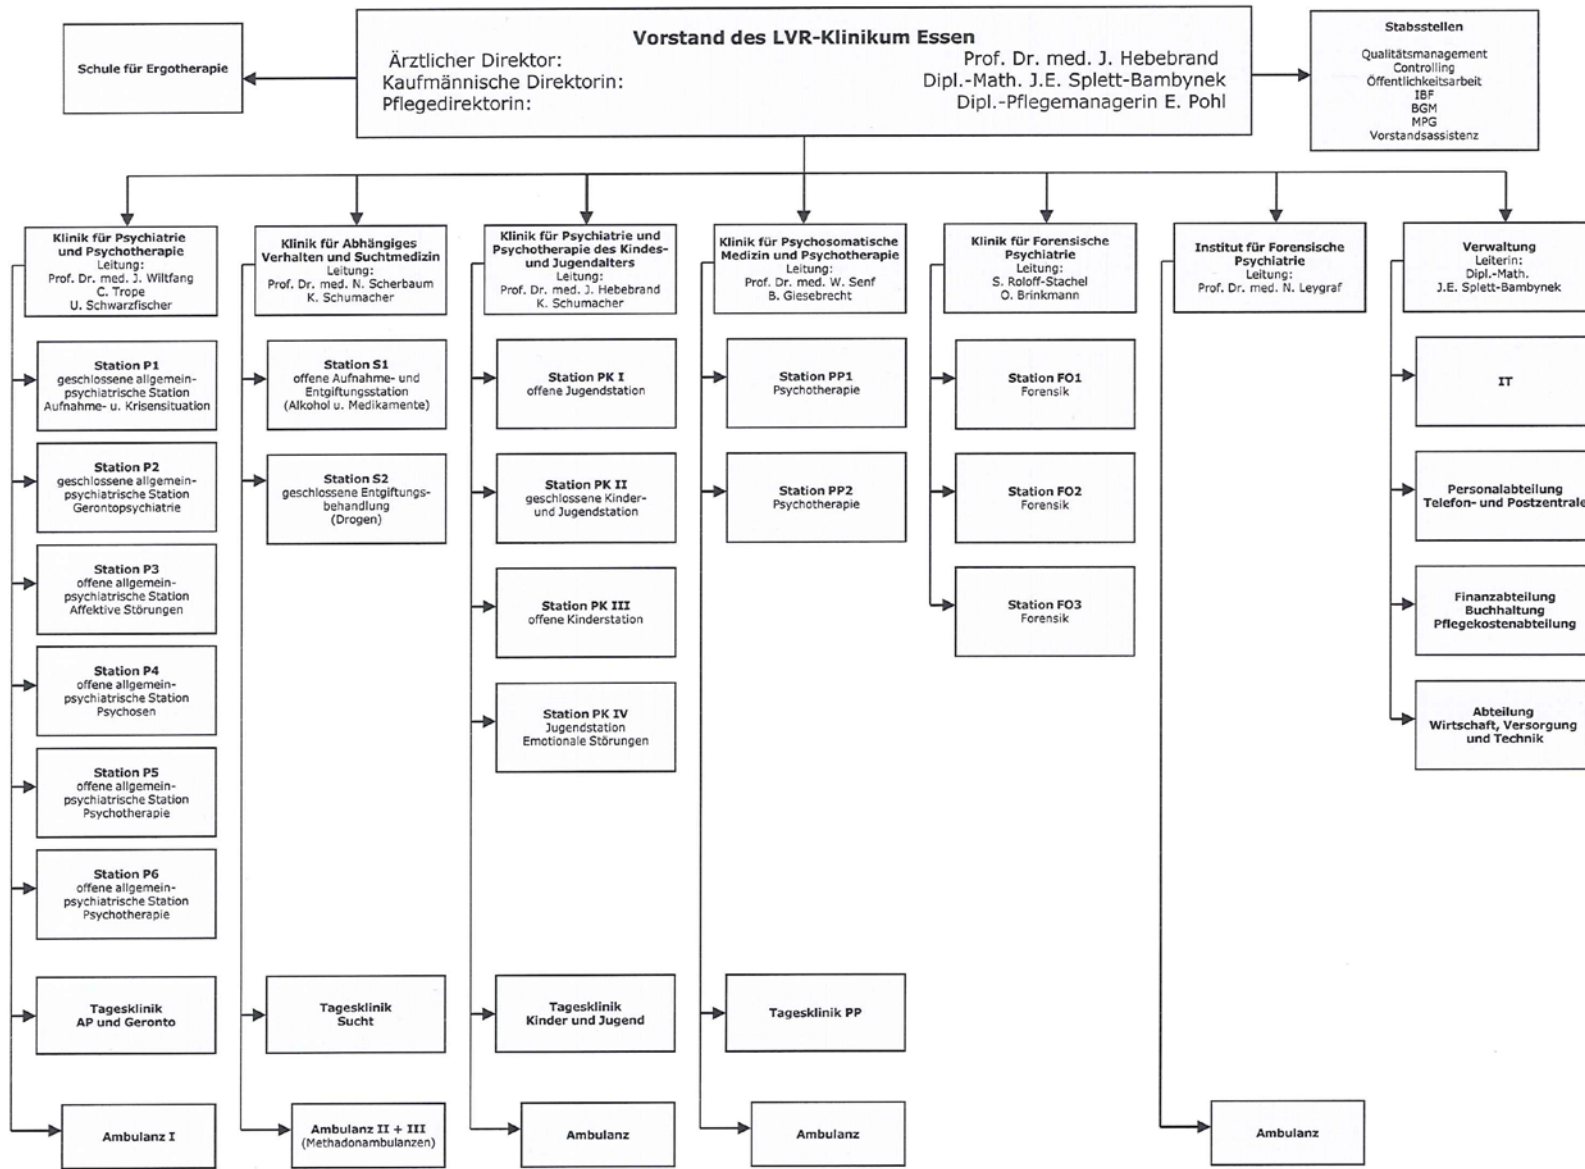 Schule für Ergotherapie
Vorstand des LVR-Klinikum Essen
Ärztlicher Direktor: Prof. Dr. med. J. Hebebrand
Kaufmännische Direktorin: Dipl.-Math. J.E. Splett-Bambynek
Pflegedirektorin: Dipl.-Pflegemanagerin E. Pohl
Stabsstellen
Qualitätsmanagement
Controlling
Öffentlichkeitsarbeit
IBF
BGM
MPG
Vorstandsassistenz
Klinik für Psychiatrie
und Psychotherapie
Leitung:
Prof. Dr. med. J. Wiltfang
C. Trope
U. Schwarzfischer
Station P1
geschlossene allgemein-
psychiatrische Station
Aufnahme- u. Krisensituation
Station P2
geschlossene allgemein-
psychiatrische Station
Gerontopsychiatrie
Station P3
offene allgemein-
psychiatrische Station
Affektive Störungen
Station P4
offene allgemein-
psychiatrische Station
Psychosen
Station P5
offene allgemein-
psychiatrische Station
Psychotherapie
Station P6
offene allgemein-
psychiatrische Station
Psychotherapie
Tagesklinik
AP und Geronto
Ambulanz I
Klinik für Abhängiges
Verhalten und Suchtmedizin
Leitung:
Prof. Dr. med. N. Scherbaum
K. Schumacher
Station S1
offene Aufnahme- und
Entgiftungsstation
(Alkohol u. Medikamente)
Station S2
geschlossene Entgiftungs-
behandlung
(Drogen)
Tagesklinik
Sucht
Ambulanz II + III
(Methadonambulanzen)
Klinik für Psychiatrie und
Psychotherapie des Kindes-
und Jugendalters
Leitung:
Prof. Dr. med. J. Hebebrand
K. Schumacher
Station PK I
offene Jugendstation
Station PK II
geschlossene Kinder-
und Jugendstation
Station PK III
offene Kinderstation
Station PK IV
Jugendstation
Emotionale Störungen
Tagesklinik
Kinder und Jugend
Ambulanz
Klinik für Psychosomatische
Medizin und Psychotherapie
Leitung:
Prof. Dr. med. W. Senf
B. Giesebrecht
Station PP1
Psychotherapie
Station PP2
Psychotherapie
Tagesklinik PP
Ambulanz
Klinik für Forensische
Psychiatrie
Leitung:
S. Roloff-Stachel
O. Brinkmann
Station FO1
Forensik
Station FO2
Forensik
Station FO3
Forensik
Institut für Forensische
Psychiatrie
Leitung:
Prof. Dr. med. N. Leygraf
Ambulanz
Verwaltung
Leiterin:
Dipl.-Math.
J.E. Splett-Bambynek
IT
Personalabteilung
Telefon- und Postzentrale
Finanzabteilung
Buchhaltung
Pflegekostenabteilung
Abteilung
Wirtschaft, Versorgung
und Technik